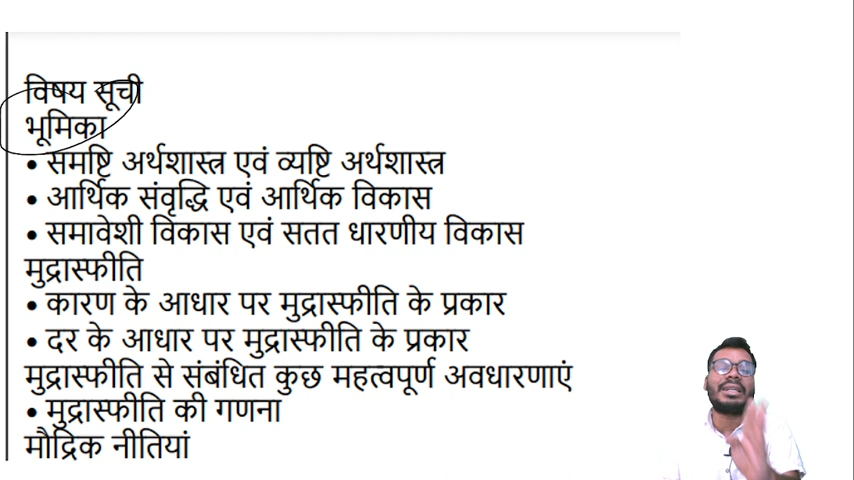 विषय सूची
भूमिका
• समष्टि अर्थशास्त्र एवं व्यष्टि अर्थशास्त्र
• आर्थिक संवृद्धि एवं आर्थिक विकास
• समावेशी विकास एवं सतत धारणीय विकास
मुद्रास्फीति
• कारण के आधार पर मुद्रास्फीति के प्रकार
• दर के आधार पर मुद्रास्फीति के प्रकार
मुद्रास्फीति से संबंधित कुछ महत्वपूर्ण अवधारणाएं
• मुद्रास्फीति की गणना
मौद्रिक नीतियां